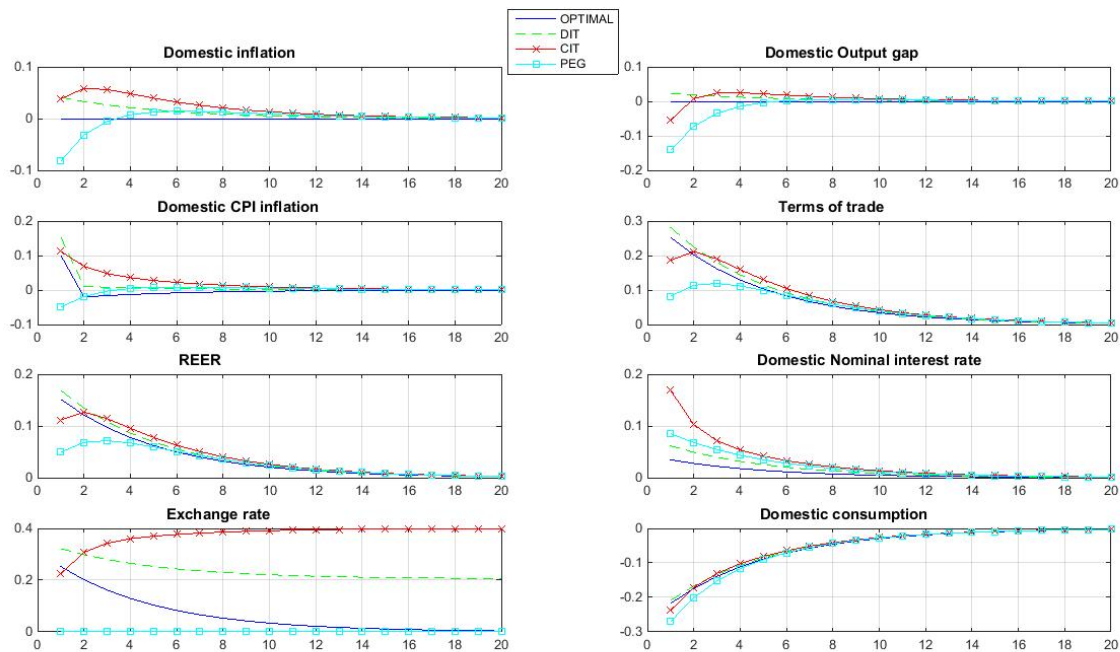 OPTIMAL
DIT
CIT
PEG
Domestic inflation
0.1
0
-0.1
0 2 4 6 8 10 12 14 16 18 20
Domestic Output gap
0.1
0
-0.1
-0.2
0 2 4 6 8 10 12 14 16 18 20
Domestic CPI inflation
0.2
0.1
0
-0.1
0 2 4 6 8 10 12 14 16 18 20
Terms of trade
0.3
0.2
0.1
0
0 2 4 6 8 10 12 14 16 18 20
REER
0.2
0.1
0
0 2 4 6 8 10 12 14 16 18 20
Domestic Nominal interest rate
0.2
0.1
0
0 2 4 6 8 10 12 14 16 18 20
Exchange rate
0.4
0.2
0
0 2 4 6 8 10 12 14 16 18 20
Domestic consumption
0
-0.1
-0.2
-0.3
0 2 4 6 8 10 12 14 16 18 20